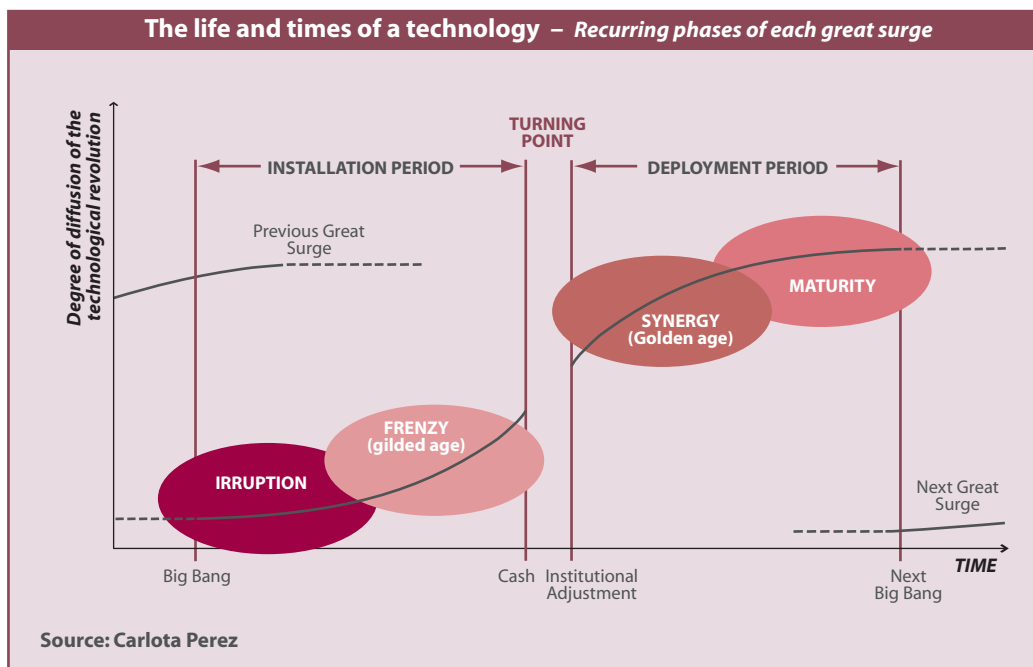 The life and times of a technology – Recurring phases of each great surge
Degree of diffusion of the
technological revolution
TURNING
POINT
INSTALLATION PERIOD
DEPLOYMENT PERIOD
Previous Great
Surge
MATURITY
SYNERGY
(Golden age)
FRENZY
(gilded age)
IRRUPTION
Next Great
Surge
TIME
Big Bang
Cash
Institutional
Adjustment
Next
Big Bang
Source: Carlota Perez